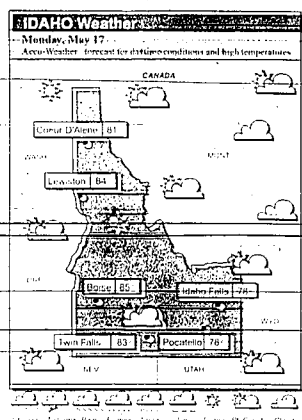 IDAHO Weather
Monday, May 17
Accu-Weather forecast for daytime conditions and high temperatures
CANADA
Coeur D'Alene 81
WASH
MONT
Lewiston 84
ORE
Boise 85
Idaho Falls 78
WYO
Twin Falls 83
Pocatello 78
NEV
UTAH